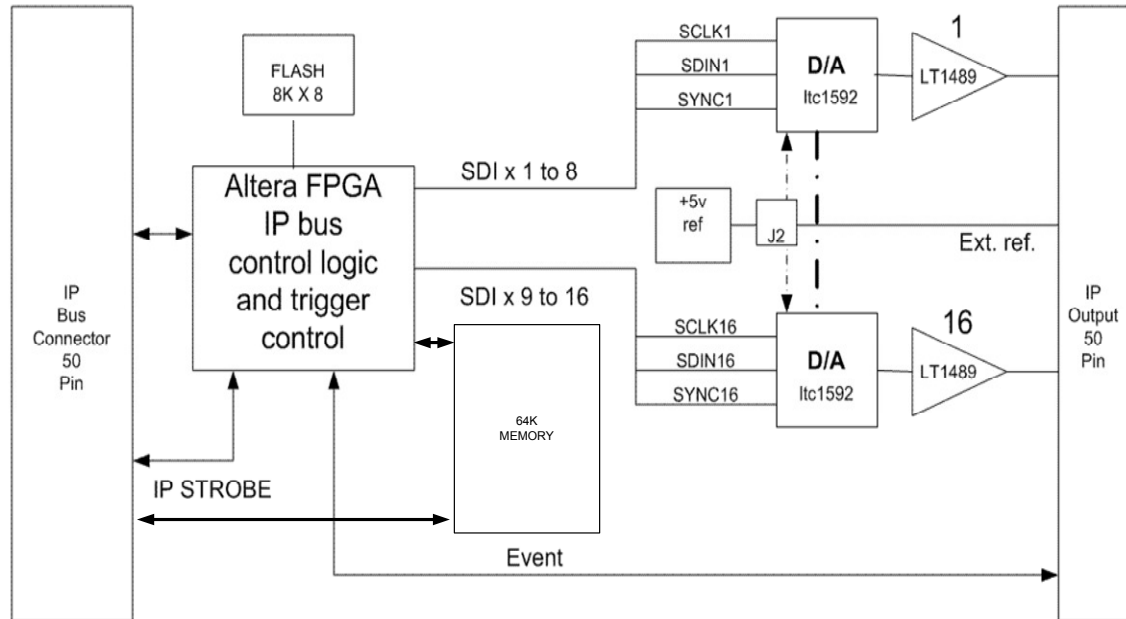 IP
Bus
Connector
50
Pin
FLASH
8K X 8
Altera FPGA
IP bus
control logic
and trigger
control
SDI x 1 to 8
SDI x 9 to 16
IP STROBE
64K
MEMORY
Event
SCLK1
SDIN1
SYNC1
D/A
ltc1592
1
LT1489
+5v
ref
J2
Ext. ref.
SCLK16
SDIN16
SYNC16
D/A
ltc1592
16
LT1489
IP
Output
50
Pin